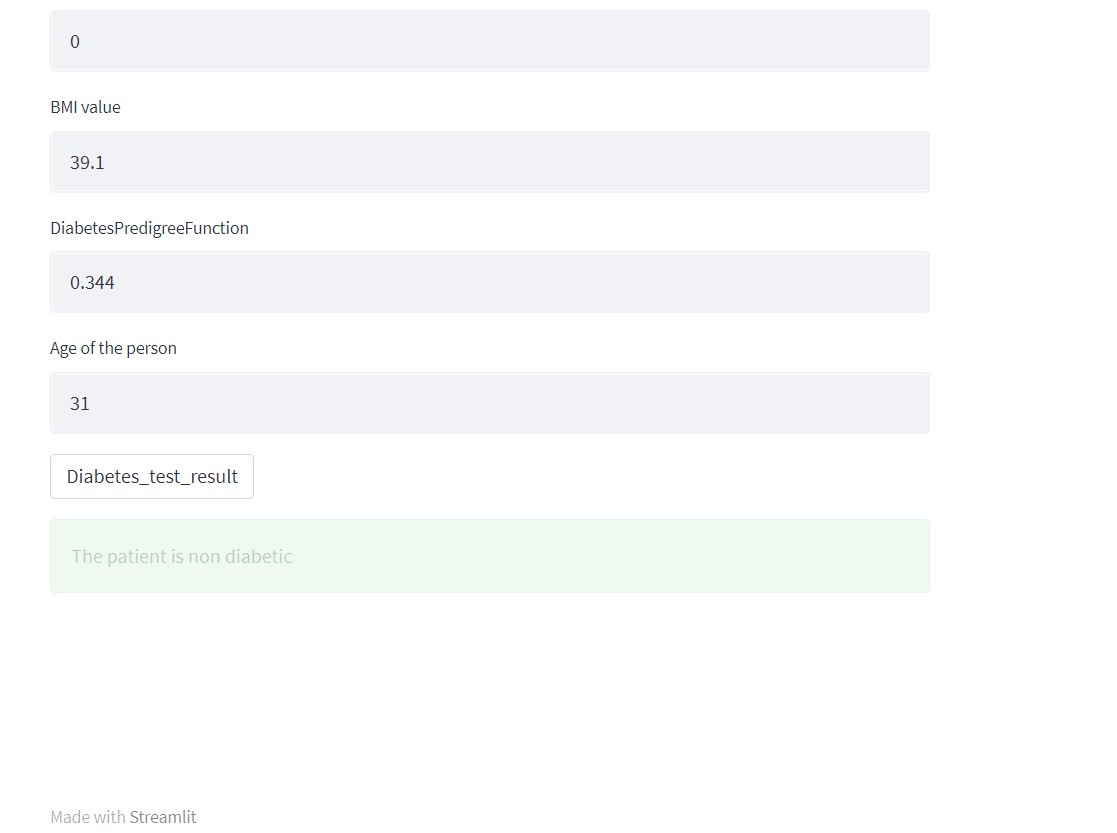 0
BMI value
39.1
DiabetesPredigreeFunction
0.344
Age of the person
31
Diabetes_test_result
The patient is non diabetic
Made with Streamlit